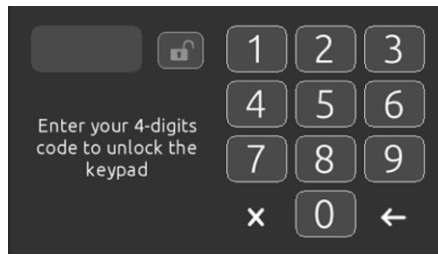 1 2 3
4 5 6
Enter your 4-digits
code to unlock the
keypad
7 8 9
0